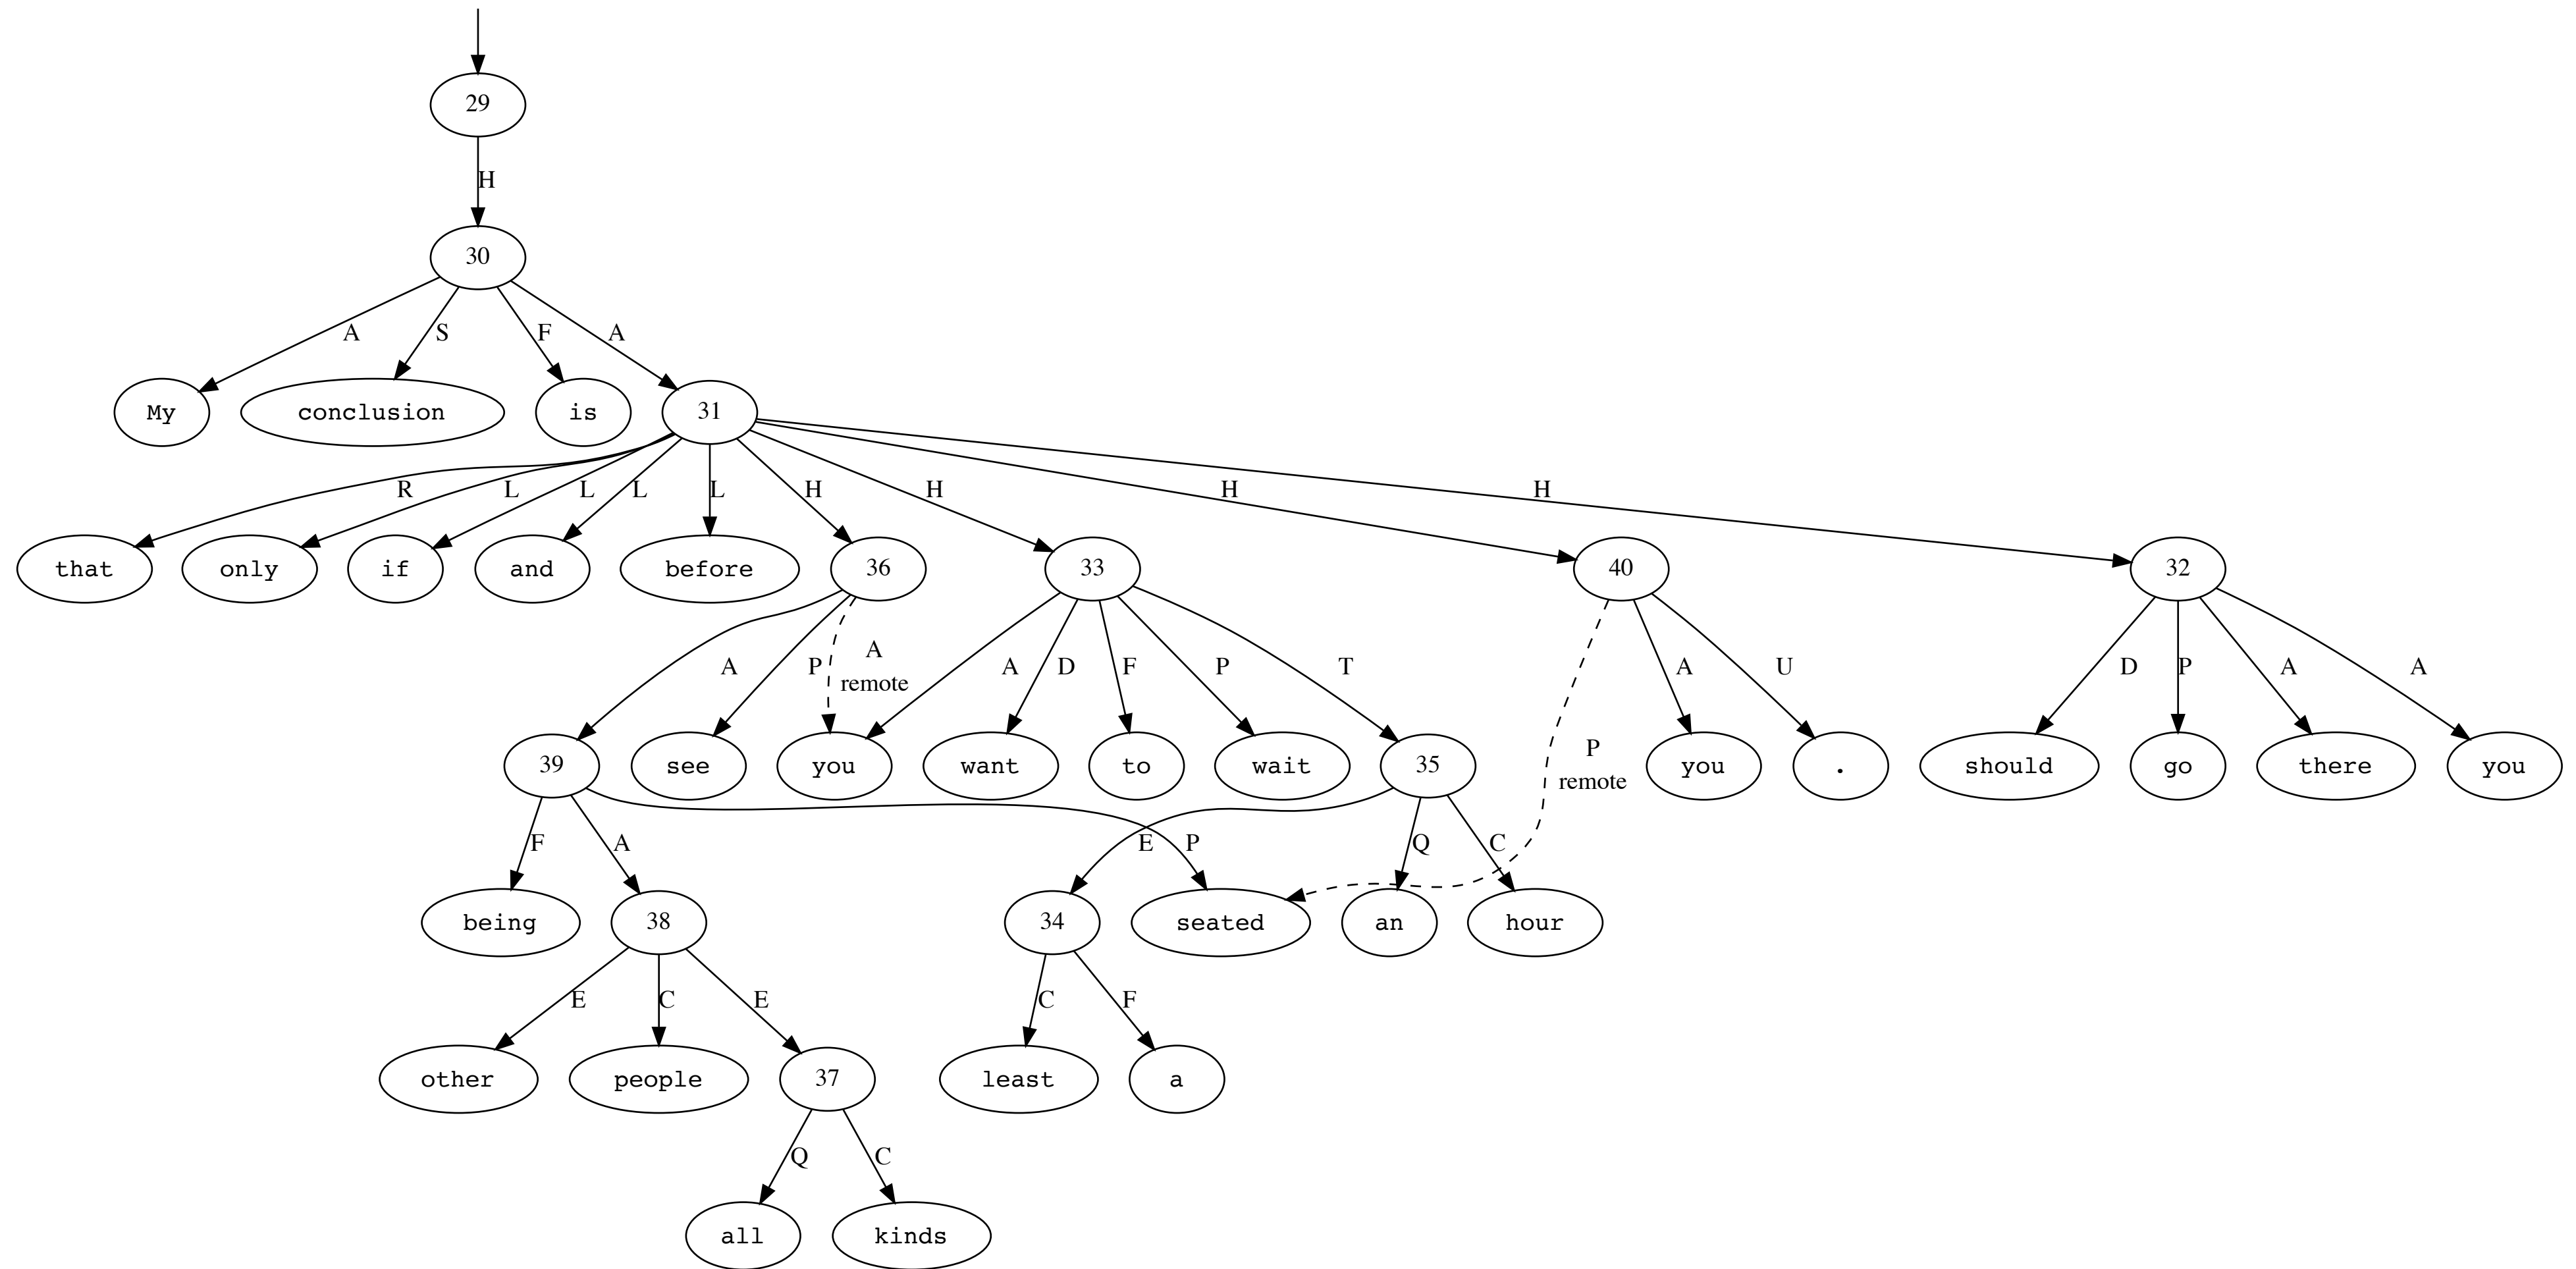 29
H
30
A S F A
My conclusion is 31
R L L L L H H H H
that only if and before 36 33 40 32
A P A remote A D F P T P remote A U D P A A
39 see you want to wait 35 you . should go there you
F A P E Q C
being 38 34 seated an hour
E C E C F
other people 37 least a
Q C
all kinds